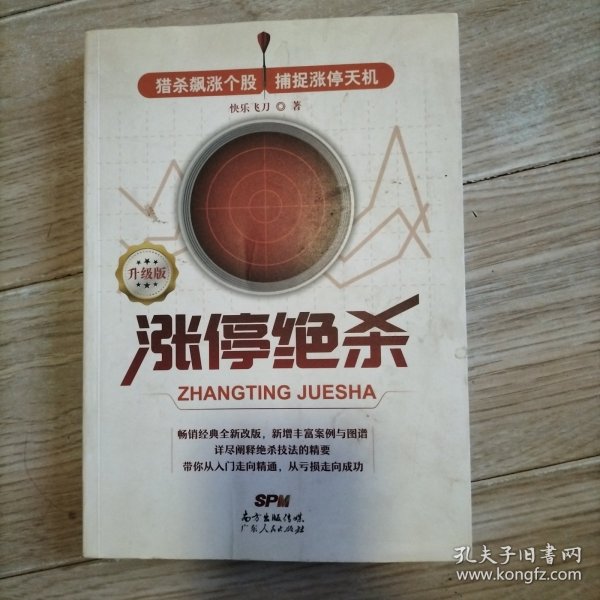 猎杀飙涨个股 捕捉涨停天机
快乐飞刀 ◎ 著
升级版
涨停绝杀
ZHANGTING JUESHA
畅销经典全新改版，新增丰富案例与图谱
详尽阐释绝杀技法的精要
带你从入门走向精通，从亏损走向成功
SPM
南方出版传媒
广东人民出版社
孔夫子旧书网
www.kongfz.com